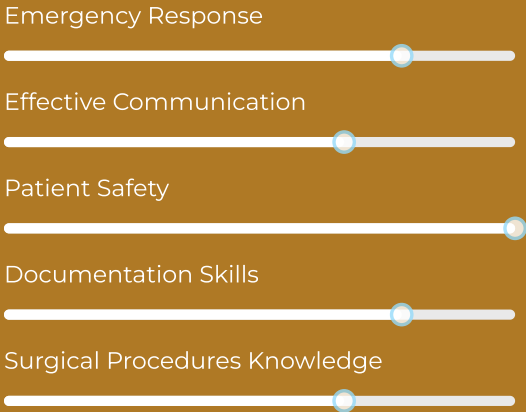 Emergency Response
Effective Communication
Patient Safety
Documentation Skills
Surgical Procedures Knowledge